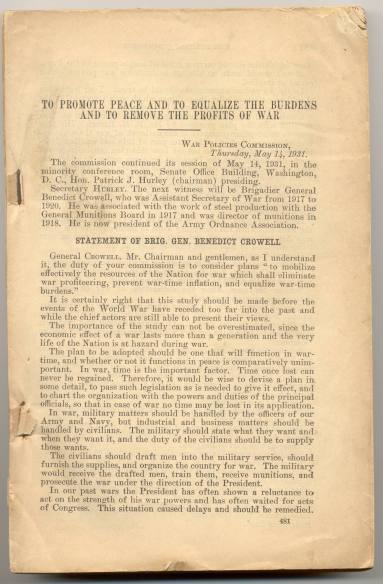 TO PROMOTE PEACE AND TO EQUALIZE THE BURDENS
AND TO REMOVE THE PROFITS OF WAR
WAR POLICIES COMMISSION,
Thursday, May 14, 1931.
The commission continued its session of May 14, 1931, in the
minority conference room, Senate Office Building, Washington,
D. C., Hon. Patrick J. Hurley (chairman) presiding.
Secretary HURLEY. The next witness will be Brigadier General
Benedict Crowell, who was Assistant Secretary of War from 1917 to
1920. He was associated with the work of steel production with the
General Munitions Board in 1917 and was director of munitions in
1918. He is now president of the Army Ordnance Association.
STATEMENT OF BRIG. GEN. BENEDICT CROWELL
General CROWELL. Mr. Chairman and gentlemen, as I understand
it, the duty of your commission is to consider plans “ to mobilize
effectively the resources of the Nation for war which shall eliminate
war profiteering, prevent war-time inflation, and equalize war-time
burdens.”
It is certainly right that this study should be made before the
events of the World War have receded too far into the past and
while the chief actors are still able to present their views.
The importance of the study can not be overestimated, since the
economic effect of a war lasts more than a generation and the very
life of the Nation is at hazard during war.
The plan to be adopted should be one that will function in war-
time, and whether or not it functions in peace is comparatively unim-
portant. In war, time is the important factor. Time once lost can
never be regained. Therefore, it would be wise to devise a plan in
some detail, to pass such legislation as is needed to give it effect, and
to chart the organization with the powers and duties of the principal
officials, so that in case of war no time may be lost in its application.
In war, military matters should be handled by the officers of our
Army and Navy, but industrial and business matters should be
handled by civilians. The military should state what they want and
when they want it, and the duty of the civilians should be to supply
those wants.
The civilians should draft men into the military service, should
furnish the supplies, and organize the country for war. The military
would receive the drafted men, train them, receive munitions, and
prosecute the war under the direction of the President.
In our past wars the President has often shown a reluctance to
act on the strength of his war powers and has often waited for acts
of Congress. This situation caused delays and should be remedied.
481